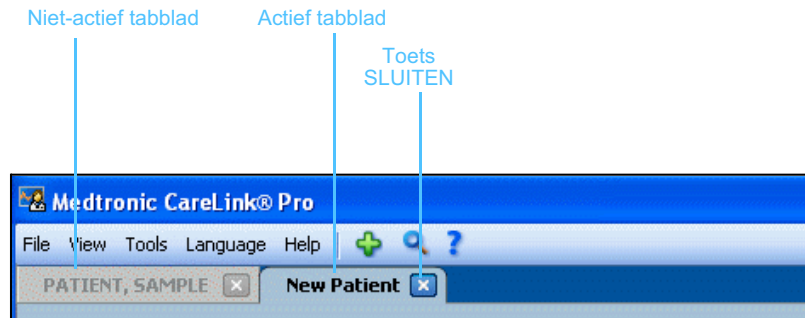 Niet-actief tabblad Actief tabblad
Toets
SLUITEN
Medtronic CareLink® Pro
File View Tools Language Help ?
PATIENT, SAMPLE New Patient